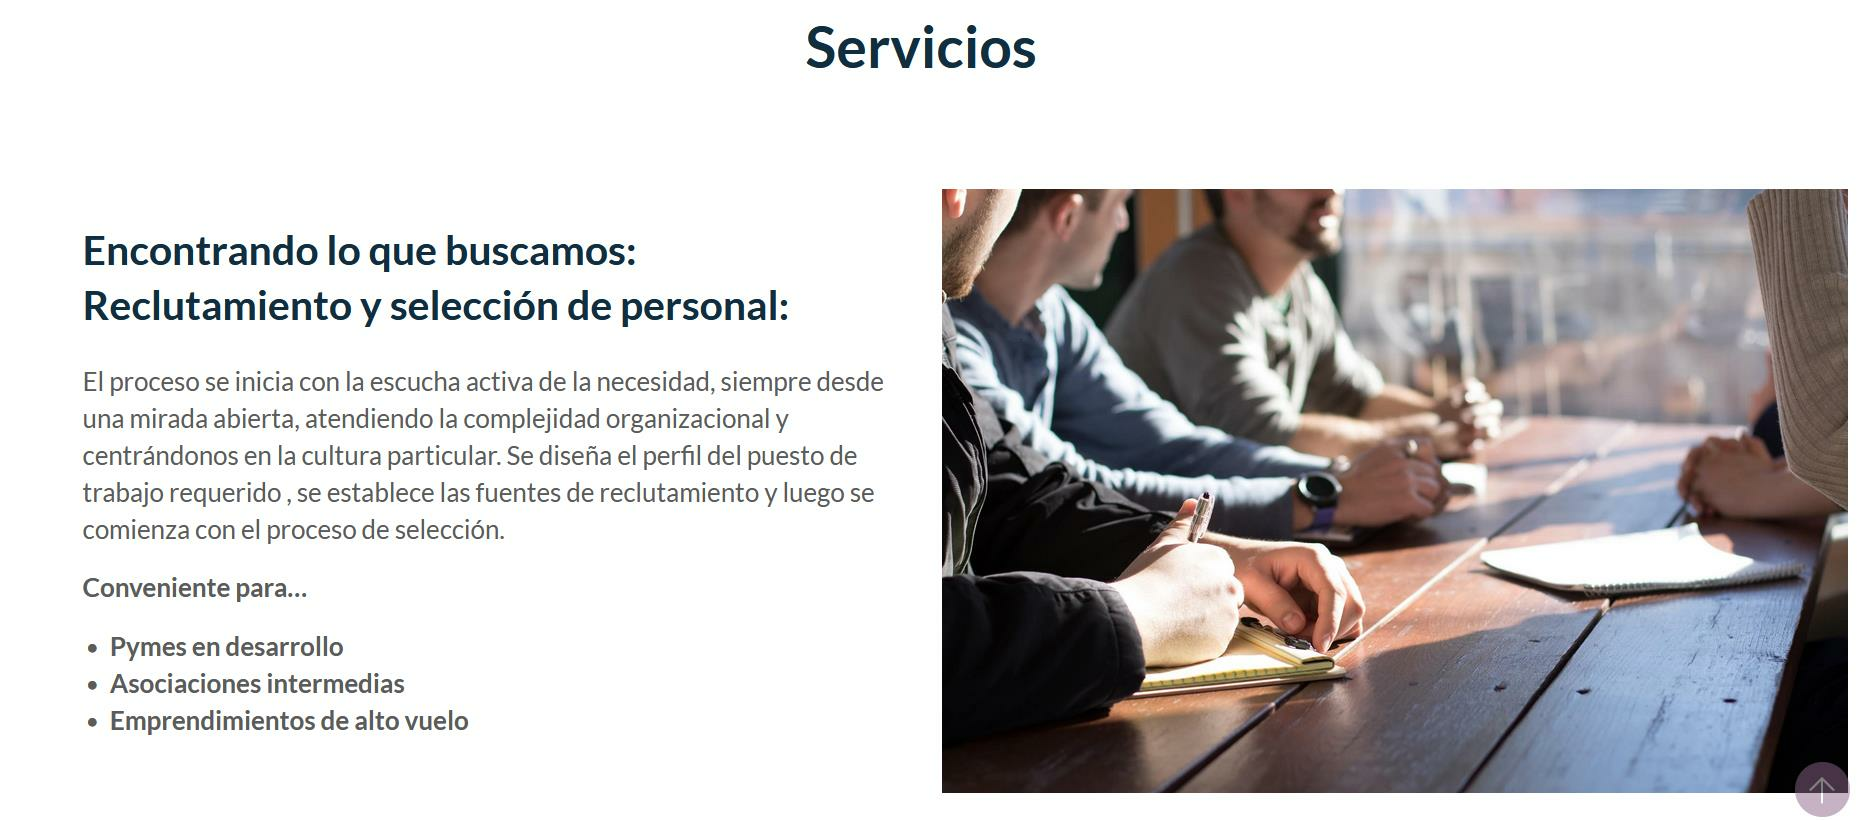 Servicios
Encontrando lo que buscamos:
Reclutamiento y selección de personal:
El proceso se inicia con la escucha activa de la necesidad, siempre desde
una mirada abierta, atendiendo la complejidad organizacional y
centrándonos en la cultura particular. Se diseña el perfil del puesto de
trabajo requerido , se establece las fuentes de reclutamiento y luego se
comienza con el proceso de selección.
Conveniente para...
• Pymes en desarrollo
• Asociaciones intermedias
• Emprendimientos de alto vuelo